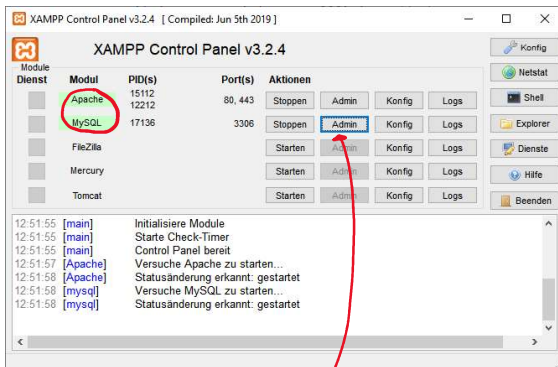 XAMPP Control Panel v3.2.4 [ Compiled: Jun 5th 2019 ]
XAMPP Control Panel v3.2.4
Konfig
Module
Dienst Modul PID(s) Port(s) Aktionen
Netstat
Apache 15112 12212 80, 443 Stoppen Admin Konfig Logs
Shell
MySQL 17136 3306 Stoppen Admin Konfig Logs
Explorer
FileZilla Starten Admin Konfig Logs
Dienste
Mercury Starten Admin Konfig Logs
Hilfe
Tomcat Starten Admin Konfig Logs
Beenden
12:51:55 [main] Initialisiere Module
12:51:55 [main] Starte Check-Timer
12:51:55 [main] Control Panel bereit
12:51:57 [Apache] Versuche Apache zu starten...
12:51:58 [Apache] Statusänderung erkannt: gestartet
12:51:58 [mysql] Versuche MySQL zu starten...
12:51:58 [mysql] Statusänderung erkannt: gestartet